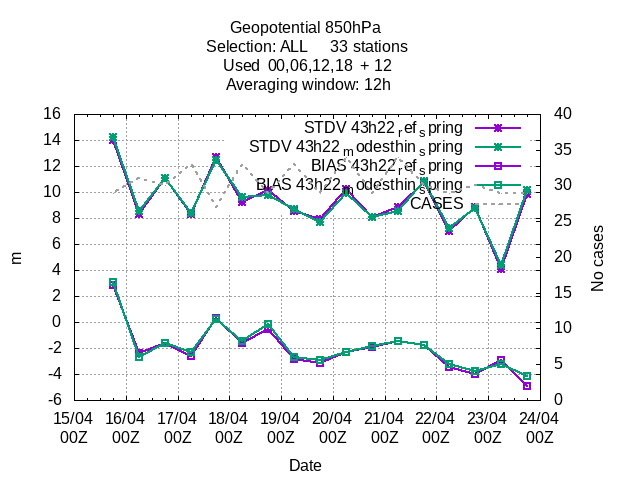 Geopotential 850hPa
Selection: ALL 33 stations
Used 00,06,12,18 + 12
Averaging window: 12h
STDV 43h22_ref_spring
STDV 43h22_modesthin_spring
BIAS 43h22_ref_spring
BIAS 43h22_modesthin_spring
CASES
16
14
12
10
8
6
4
2
0
-2
-4
-6
m
40
35
30
25
20
15
10
5
0
No cases
15/04 16/04 17/04 18/04 19/04 20/04 21/04 22/04 23/04 24/04
00Z 00Z 00Z 00Z 00Z 00Z 00Z 00Z 00Z 00Z
Date